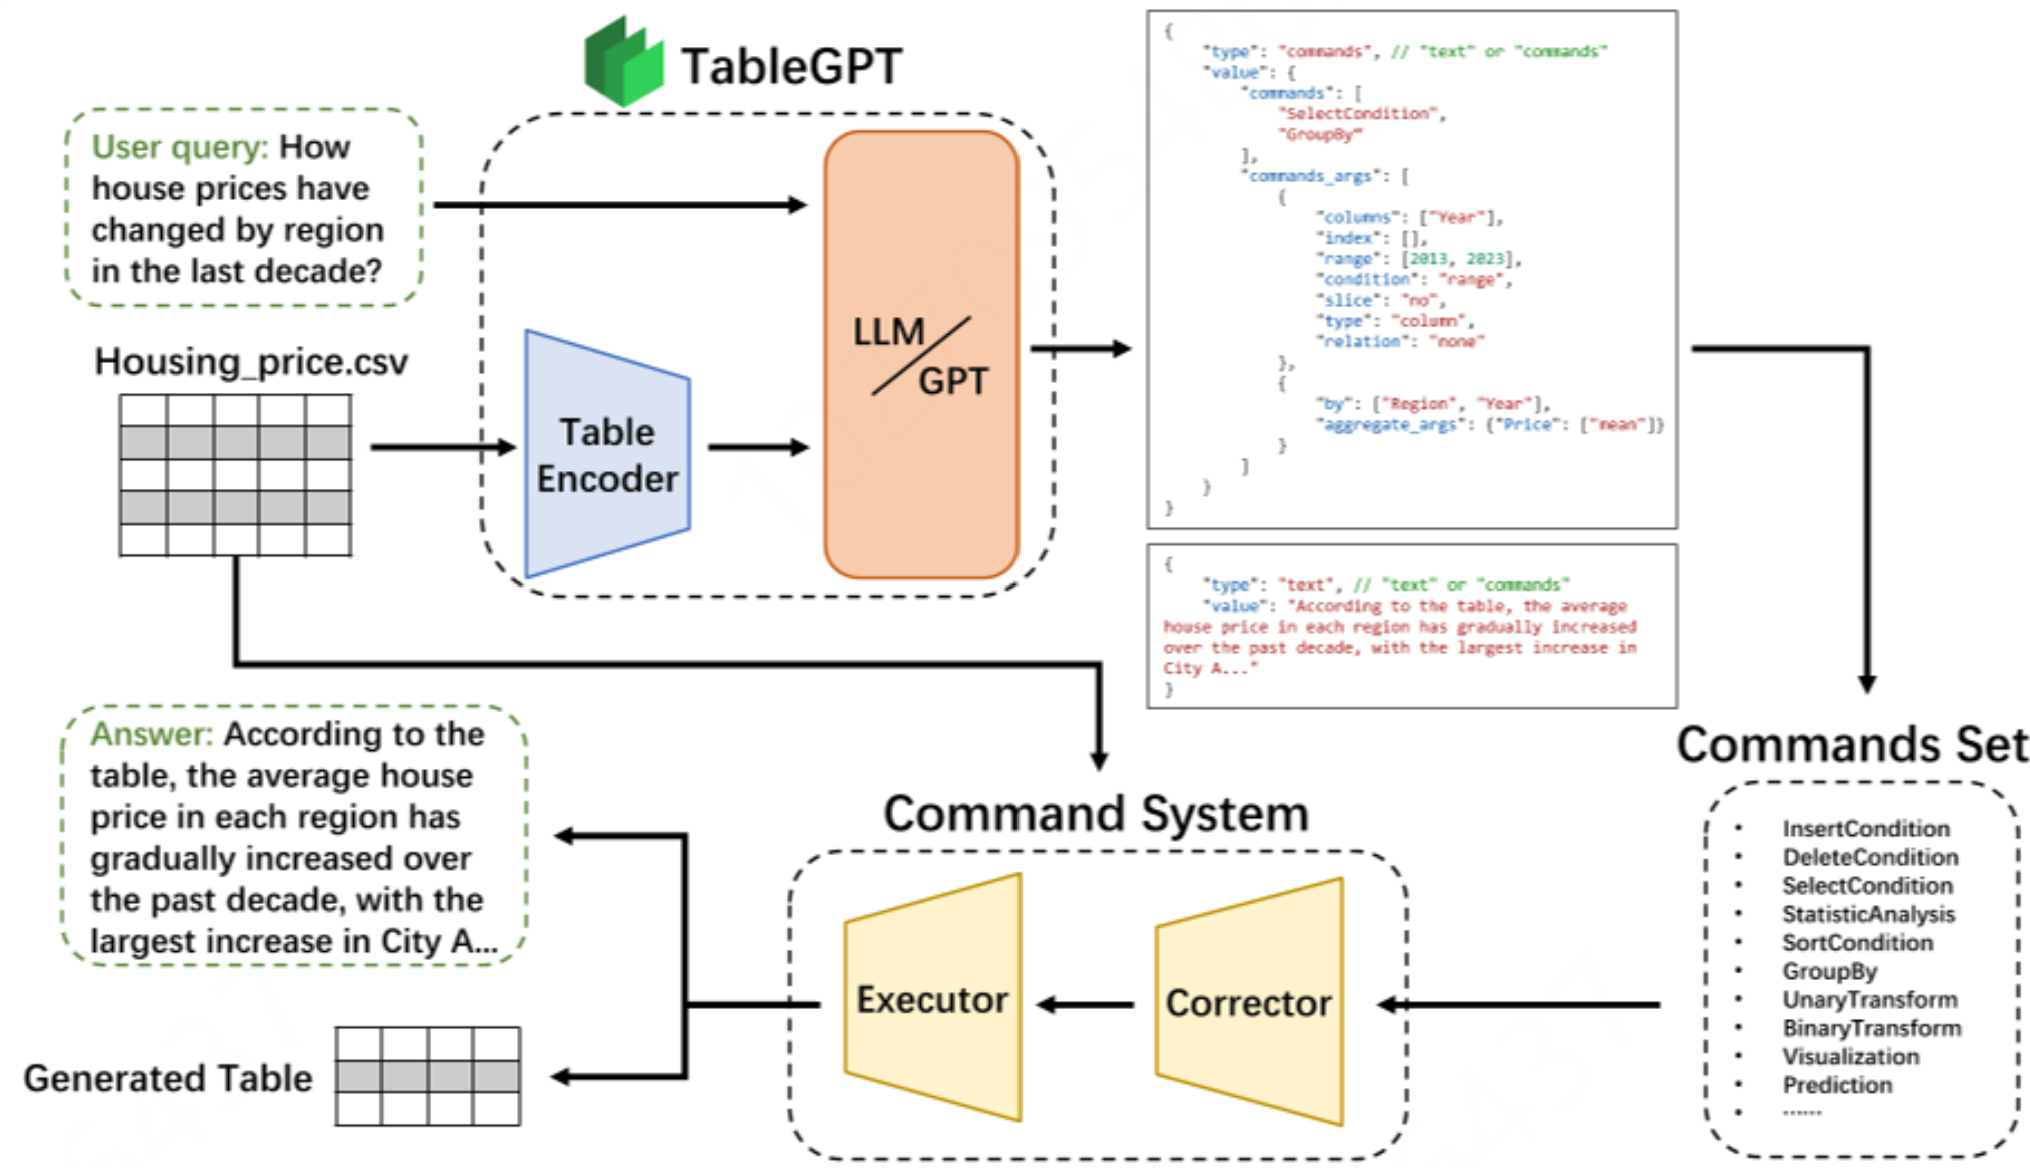 TableGPT
User query: How
house prices have
changed by region
in the last decade?
Housing_price.csv
Table
Encoder
LLM
GPT
{
"type": "commands", // "text" or "commands"
"value": {
"commands": [
"SelectCondition",
"GroupBy"
],
"commands_args": [
{
"columns": ["Year"],
"index": [],
"range": [2013, 2023],
"condition": "range",
"slice": "no",
"type": "column",
"relation": "none"
},
{
"by": ["Region", "Year"],
"aggregate_args": {"Price": ["mean"]}
}
]
}
}
{
"type": "text", // "text" or "commands"
"value": "According to the table, the average
house price in each region has gradually increased
over the past decade, with the largest increase in
City A..."
}
Commands Set
InsertCondition
DeleteCondition
SelectCondition
StatisticAnalysis
SortCondition
GroupBy
UnaryTransform
BinaryTransform
Visualization
Prediction
......
Command System
Corrector
Executor
Answer: According to the
table, the average house
price in each region has
gradually increased over
the past decade, with the
largest increase in City A...
Generated Table